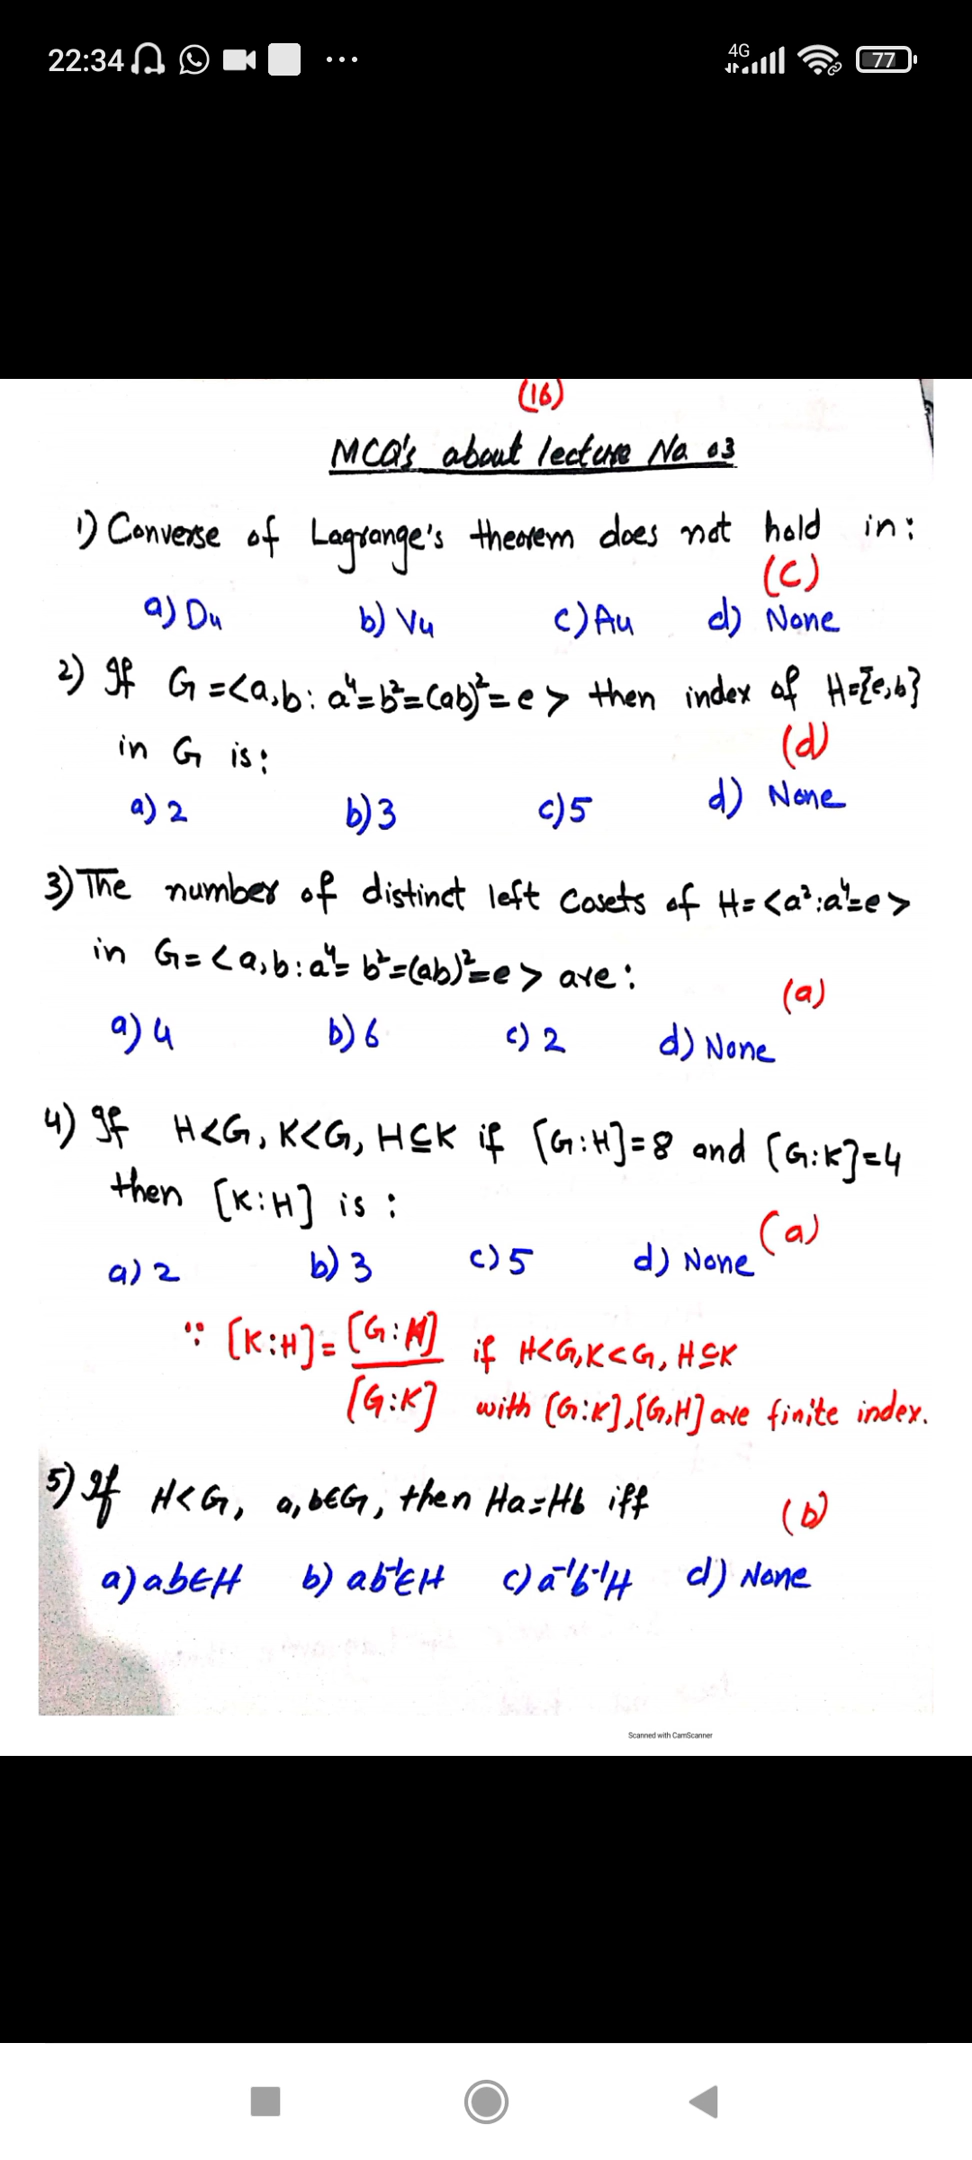 22:34 ...
4G 77
(16)
MCQ's about lecture No 03
1) Converse of Lagrange's theorem does not hold in:
(C)
a) D4 b) V4 c) A4 d) None
2) If G = <a,b : a⁴=b²=(ab)²=e> then index of H={e,b}
in G is: (d)
a) 2 b) 3 c) 5 d) None
3) The number of distinct left cosets of H=<a²:a⁴=e>
in G=<a,b:a⁴=b²=(ab)²=e> are: (a)
a) 4 b) 6 c) 2 d) None
4) If H<G, K<G, H⊆K if [G:H]=8 and [G:K]=4
then [K:H] is: (a)
a) 2 b) 3 c) 5 d) None
∵ [K:H]=[G:H]/[G:K] if H<G,K<G, H⊆K
with [G:K],[G,H] are finite index.
5) If H<G, a,b∈G, then Ha=Hb iff (b)
a) ab∈H b) ab⁻¹∈H c) a⁻¹b⁻¹H d) None
Scanned with CamScanner